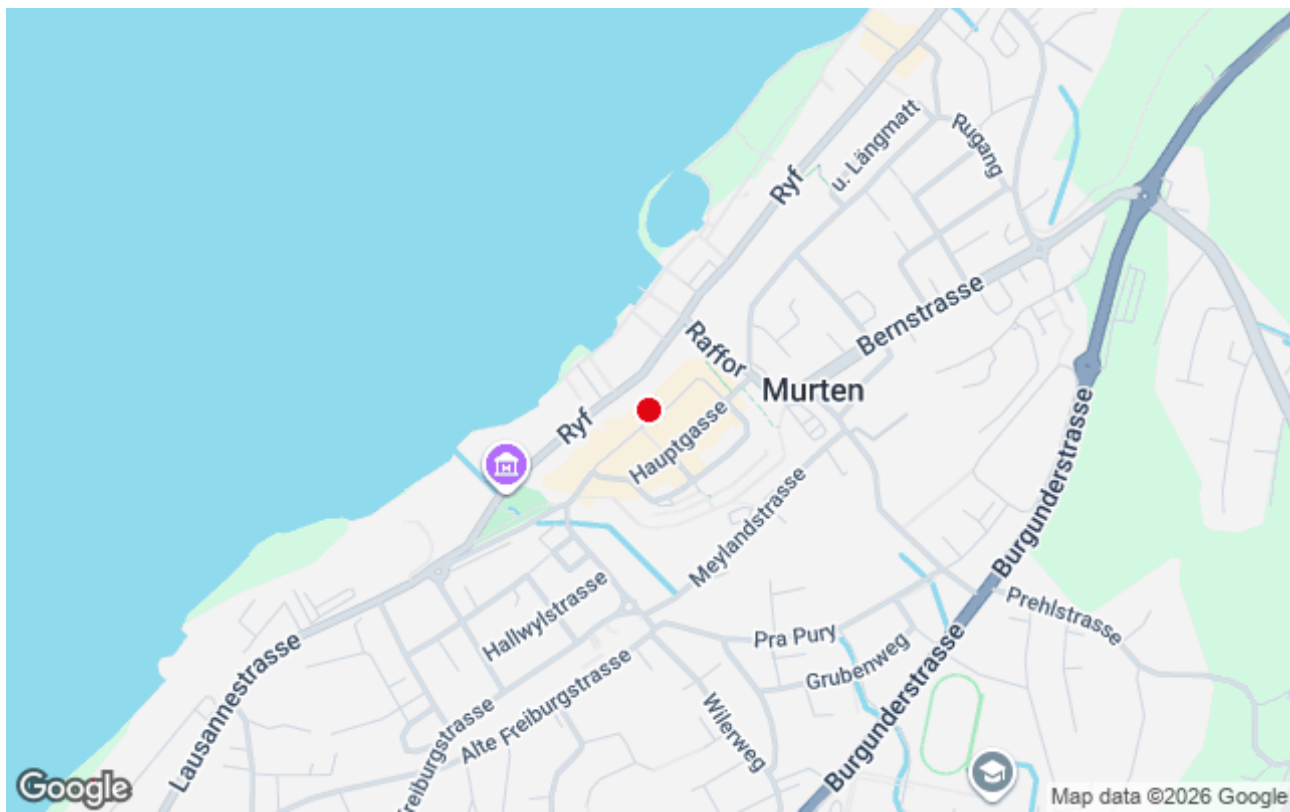 Rugang
u. Längmatt
Ryf
Bernstrasse
Raffor
Murten
Ryf
Hauptgasse
Meylandstrasse
Burgunderstrasse
Prehlstrasse
Hallwylstrasse
Pra Pury
Grubenweg
Lausannestrasse
Alte Freiburgstrasse
Freiburgstrasse
Wilerweg
Burgunderstrasse
Google
Map data ©2026 Google